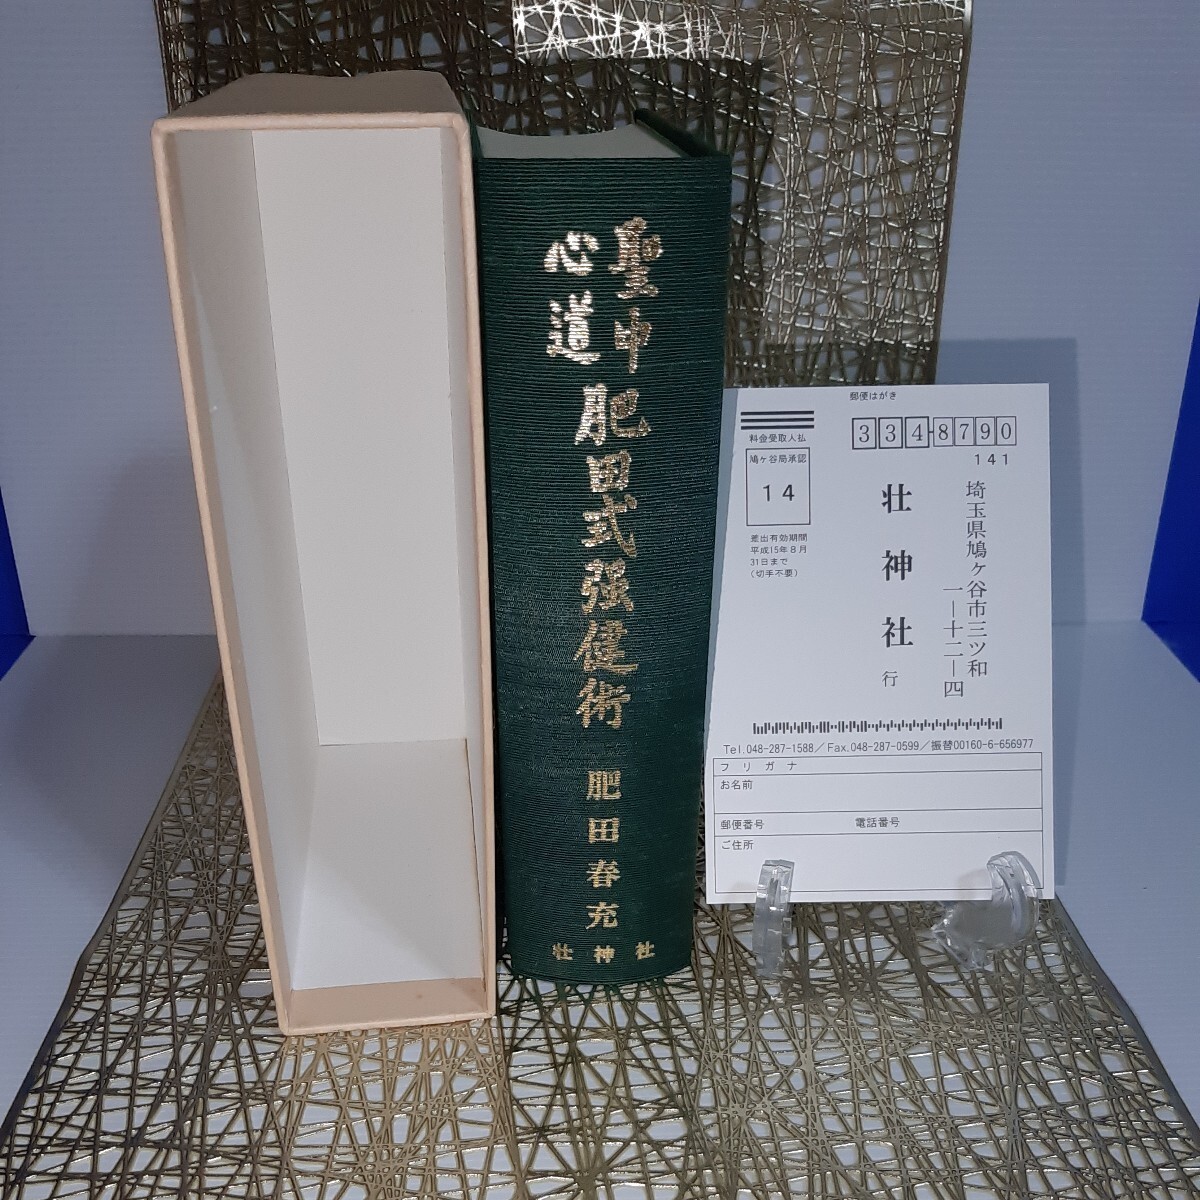 聖中
心道
肥田式强健術
肥田春充
壮神社
郵便はがき
料金受取人払
鳩ヶ谷局承認
14
差出有効期間
平成15年8月
31日まで
(切手不要)
334-8790
141
埼玉県鳩ヶ谷市三ツ和
一ー十二ー四
壮神社 行
Tel.048-287-1588/Fax.048-287-0599/振替00160-6-656977
フリガナ
お名前
郵便番号
電話番号
ご住所